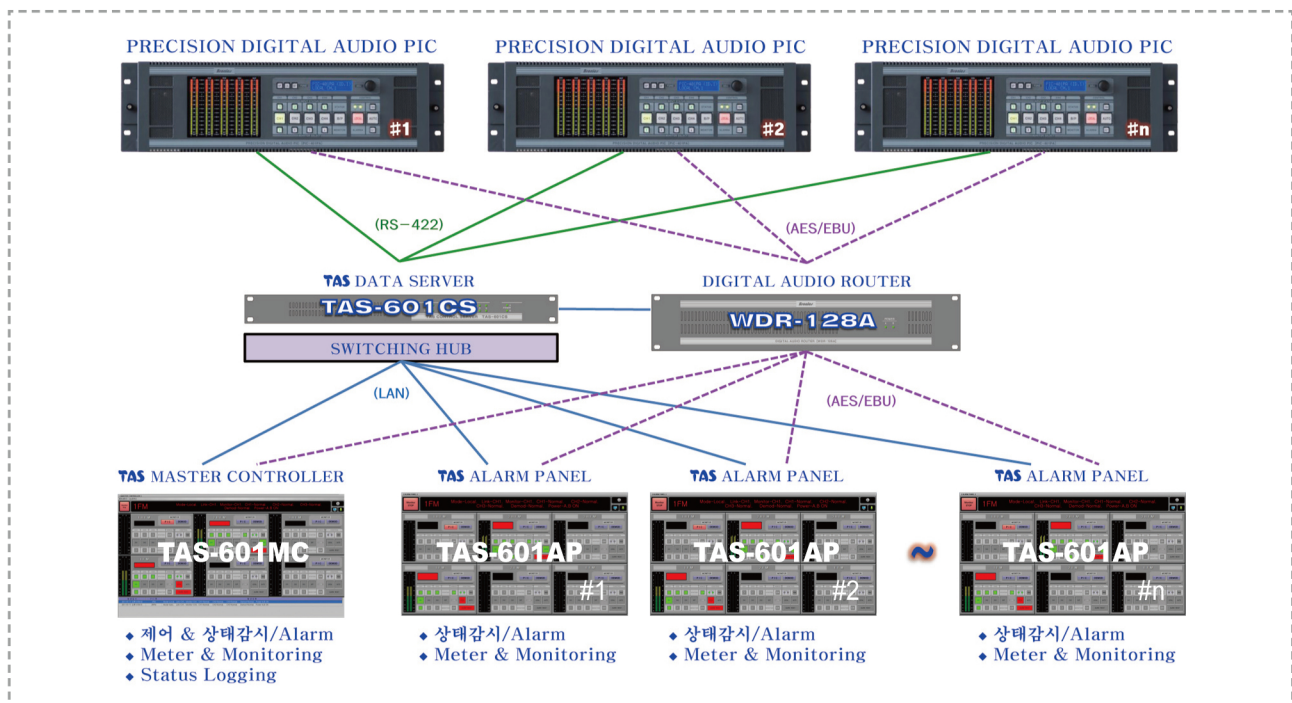 PRECISION DIGITAL AUDIO PIC
PRECISION DIGITAL AUDIO PIC
PRECISION DIGITAL AUDIO PIC
#1
#2
#n
(RS-422)
(AES/EBU)
TAS DATA SERVER
DIGITAL AUDIO ROUTER
TAS-601CS
WDR-128A
SWITCHING HUB
(LAN)
(AES/EBU)
TAS MASTER CONTROLLER
TAS ALARM PANEL
TAS ALARM PANEL
TAS ALARM PANEL
1FM
1FM
1FM
1FM
TAS-601MC
TAS-601AP
TAS-601AP
~
TAS-601AP
#1
#2
#n
◆ 제어 & 상태감시/Alarm
◆ Meter & Monitoring
◆ Status Logging
◆ 상태감시/Alarm
◆ Meter & Monitoring
◆ 상태감시/Alarm
◆ Meter & Monitoring
◆ 상태감시/Alarm
◆ Meter & Monitoring